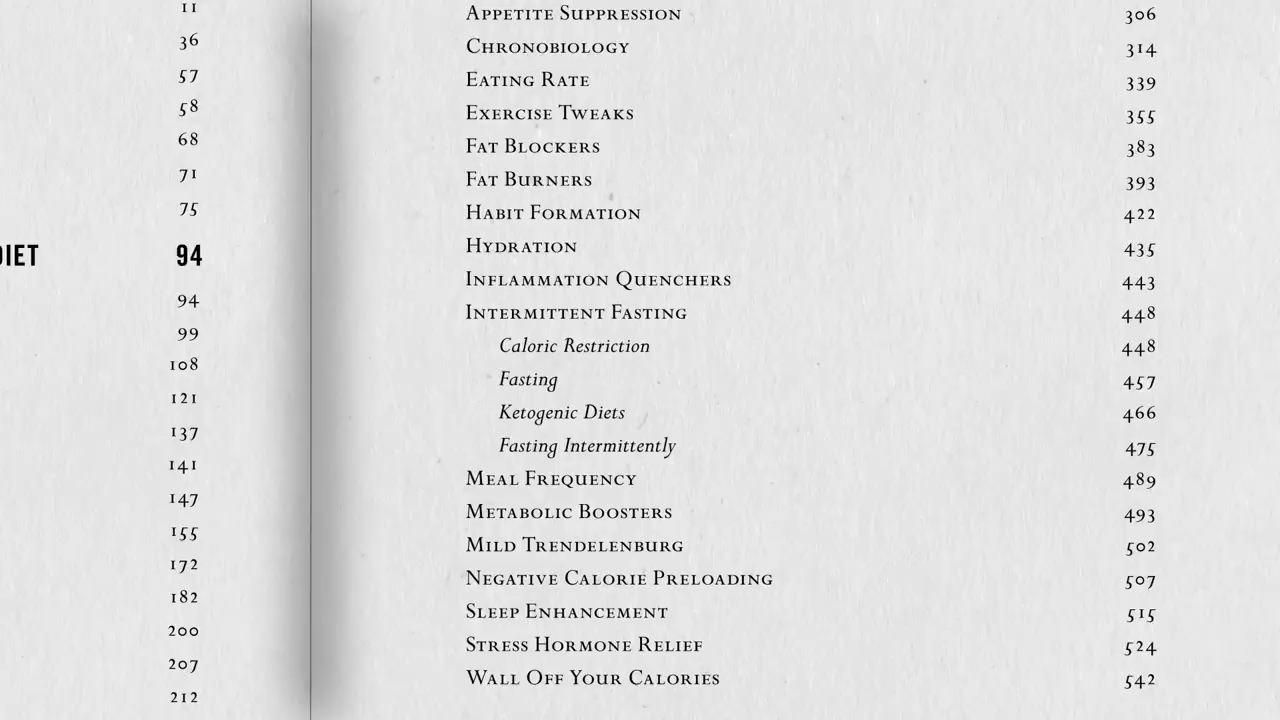 11
36
57
58
68
71
75
DIET 94
94
99
108
121
137
141
147
155
172
182
200
207
212
Appetite Suppression 306
Chronobiology 314
Eating Rate 339
Exercise Tweaks 355
Fat Blockers 383
Fat Burners 393
Habit Formation 422
Hydration 435
Inflammation Quenchers 443
Intermittent Fasting 448
Caloric Restriction 448
Fasting 457
Ketogenic Diets 466
Fasting Intermittently 475
Meal Frequency 489
Metabolic Boosters 493
Mild Trendelenburg 502
Negative Calorie Preloading 507
Sleep Enhancement 515
Stress Hormone Relief 524
Wall Off Your Calories 542